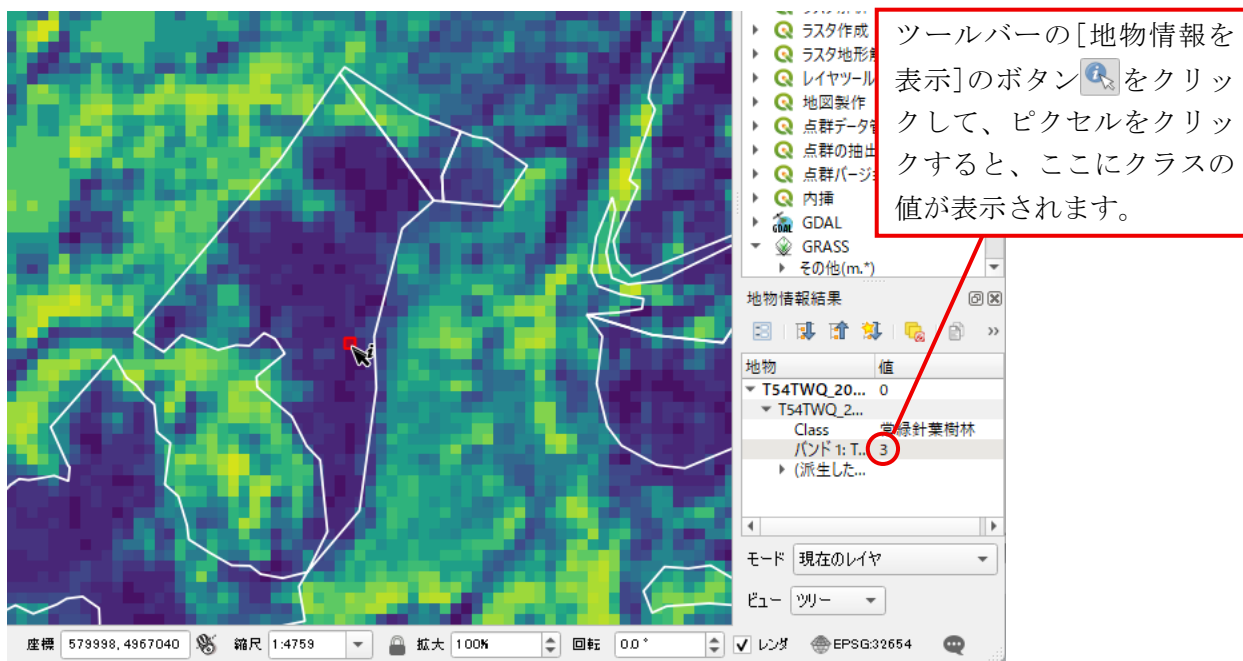 ラスタ作成
ラスタ地形
レイヤツール
地図製作
点群データ
点群の抽出
点群バージ
内挿
GDAL
GRASS
その他(m.*)
ツールバーの[地物情報を
表示]のボタンをクリッ
クして、ピクセルをクリッ
クすると、ここにクラスの
値が表示されます。
地物情報結果
地物 値
T54TWQ_20... 0
T54TWQ_2...
Class 常緑針葉樹林
バンド 1: T... 3
(派生した...
モード 現在のレイヤ
ビュー ツリー
座標 579998,4967040 縮尺 1:4759 拡大 100% 回転 0.0 ° レンダ EPSG:32654